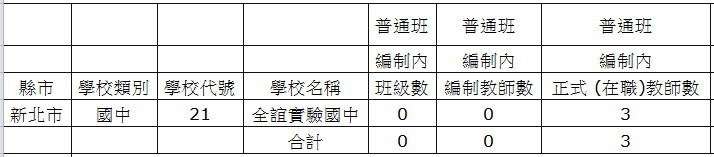 普通班 普通班 普通班
編制內 編制內 編制內
縣市 學校類別 學校代號 學校名稱 班級數 編制教師數 正式 (在職)教師數
新北市 國中 21 全誼實驗國中 0 0 3
合計 0 0 3